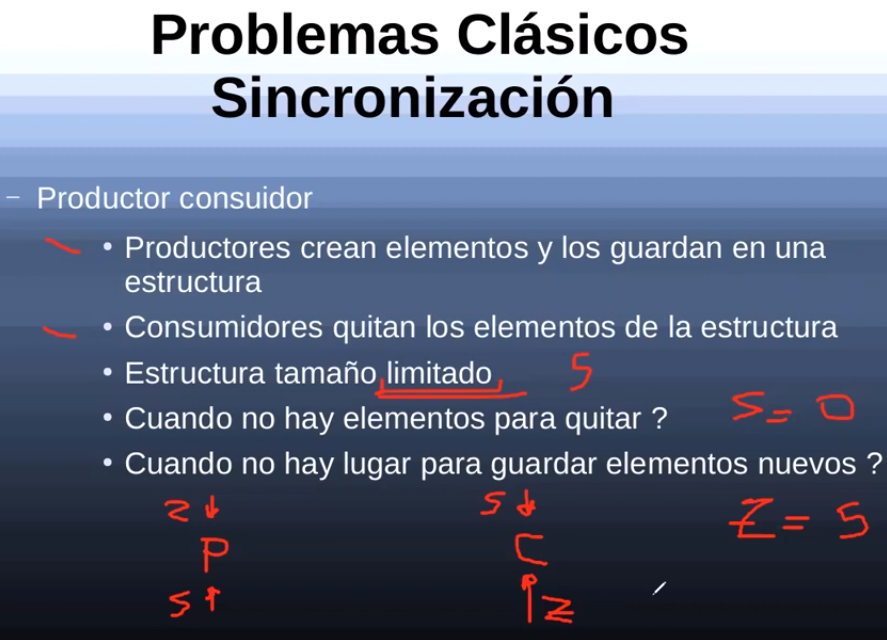 Problemas Clásicos
Sincronización
– Productor consuidor
• Productores crean elementos y los guardan en una
estructura
• Consumidores quitan los elementos de la estructura
• Estructura tamaño limitado 5
• Cuando no hay elementos para quitar ? S = 0
• Cuando no hay lugar para guardar elementos nuevos ?
Z ↓ S ↓ Z = 5
P C
S ↑ ↑ Z